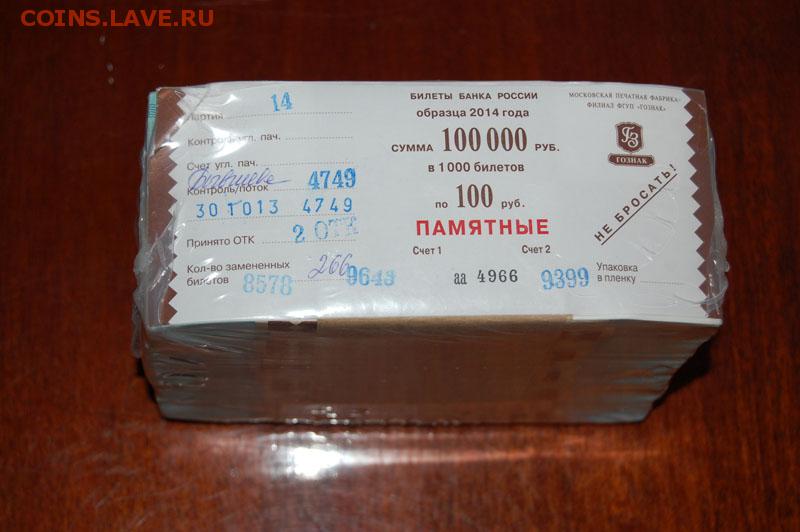 COINS.LAVE.RU
Партия 14
Контроль угл. пач.
Счет угл. пач.
Контроль/поток 4749
301013 4749
Принято ОТК 2 ОТК
Кол-во замененных 266
билетов 8578 9643
БИЛЕТЫ БАНКА РОССИИ
образца 2014 года
СУММА 100 000 РУБ.
в 1000 билетов
по 100 руб.
ПАМЯТНЫЕ
Счет 1 Счет 2
аа 4966 9399
МОСКОВСКАЯ ПЕЧАТНАЯ ФАБРИКА-
ФИЛИАЛ ФГУП «ГОЗНАК»
ГЗ
ГОЗНАК
НЕ БРОСАТЬ!
Упаковка
в пленку